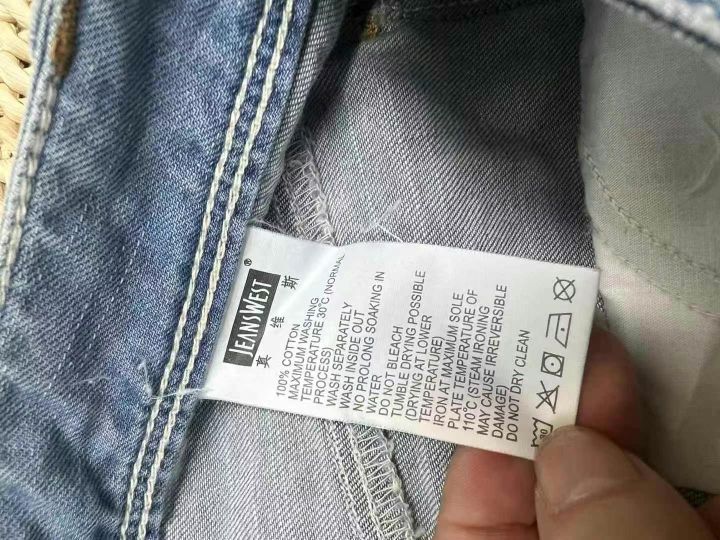 JEANSWEST®
真维斯
100% COTTON
MAXIMUM WASHING
TEMPERATURE 30°C (NORMAL
PROCESS)
WASH SEPARATELY
WASH INSIDE OUT
NO PROLONG SOAKING IN
WATER
DO NOT BLEACH
TUMBLE DRYING POSSIBLE
(DRYING AT LOWER
TEMPERATURE)
IRON AT MAXIMUM SOLE
PLATE TEMPERATURE OF
110°C (STEAM IRONING
MAY CAUSE IRREVERSIBLE
DAMAGE)
DO NOT DRY CLEAN
30